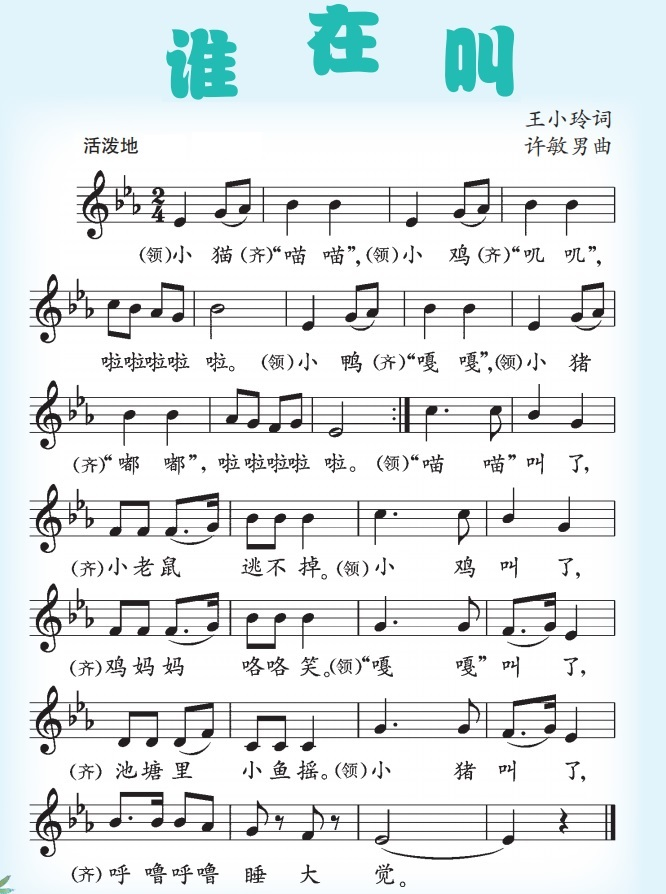 谁在叫
王小玲词
活泼地
许敏男曲
2
4
(领)小 猫(齐)“喵 喵”,(领)小 鸡(齐)“叽 叽”,
啦啦啦啦 啦。 (领)小 鸭(齐)“嘎 嘎”,(领)小 猪
(齐)“嘟 嘟”, 啦啦啦啦 啦。 (领)“喵 喵”叫 了,
(齐)小老鼠 逃不掉。(领)小 鸡 叫 了,
(齐)鸡妈妈 咯咯笑。(领)“嘎 嘎”叫 了,
(齐) 池塘里 小鱼摇。(领)小 猪 叫 了,
(齐)呼 噜呼噜 睡 大 觉。